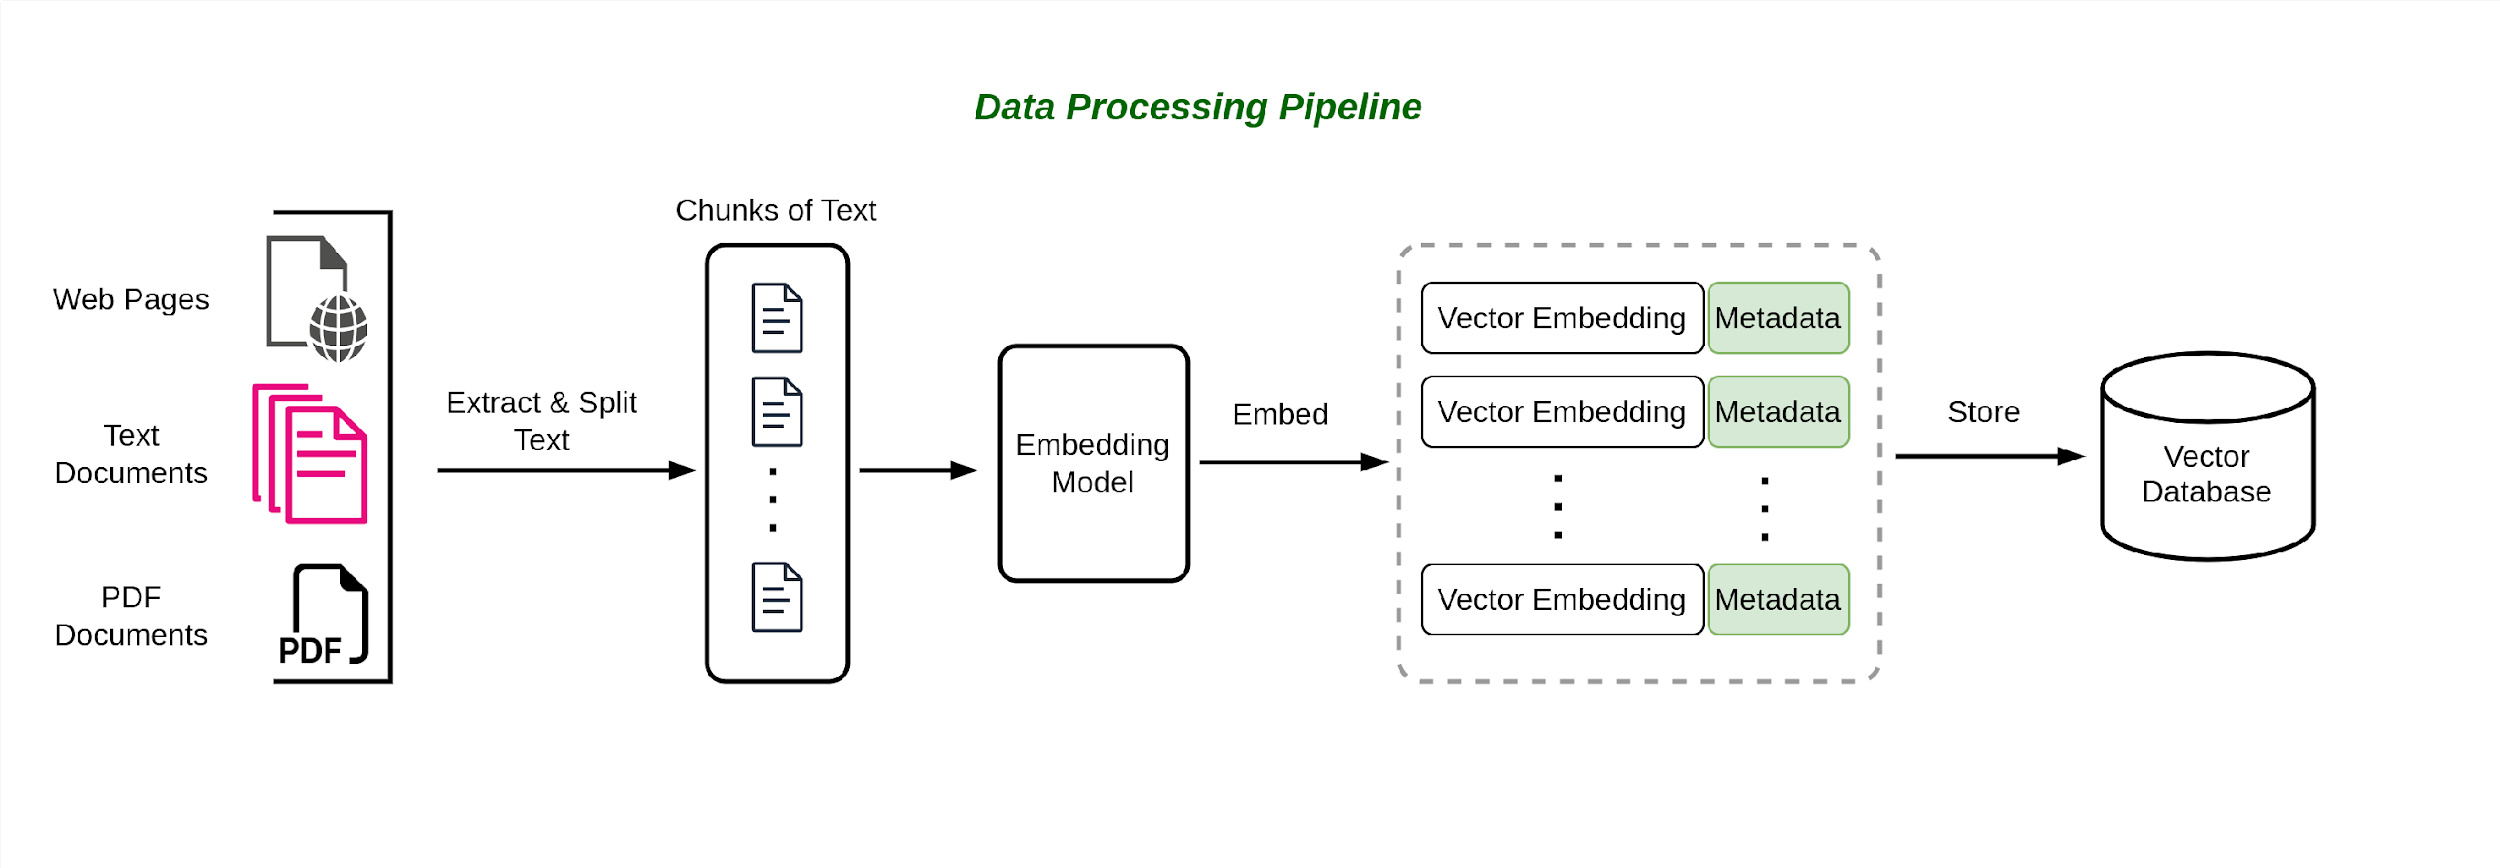 Data Processing Pipeline
Web Pages
Text
Documents
PDF
Documents
PDF
Extract & Split
Text
Chunks of Text
Embedding
Model
Embed
Vector Embedding Metadata
Vector Embedding Metadata
Vector Embedding Metadata
Store
Vector
Database